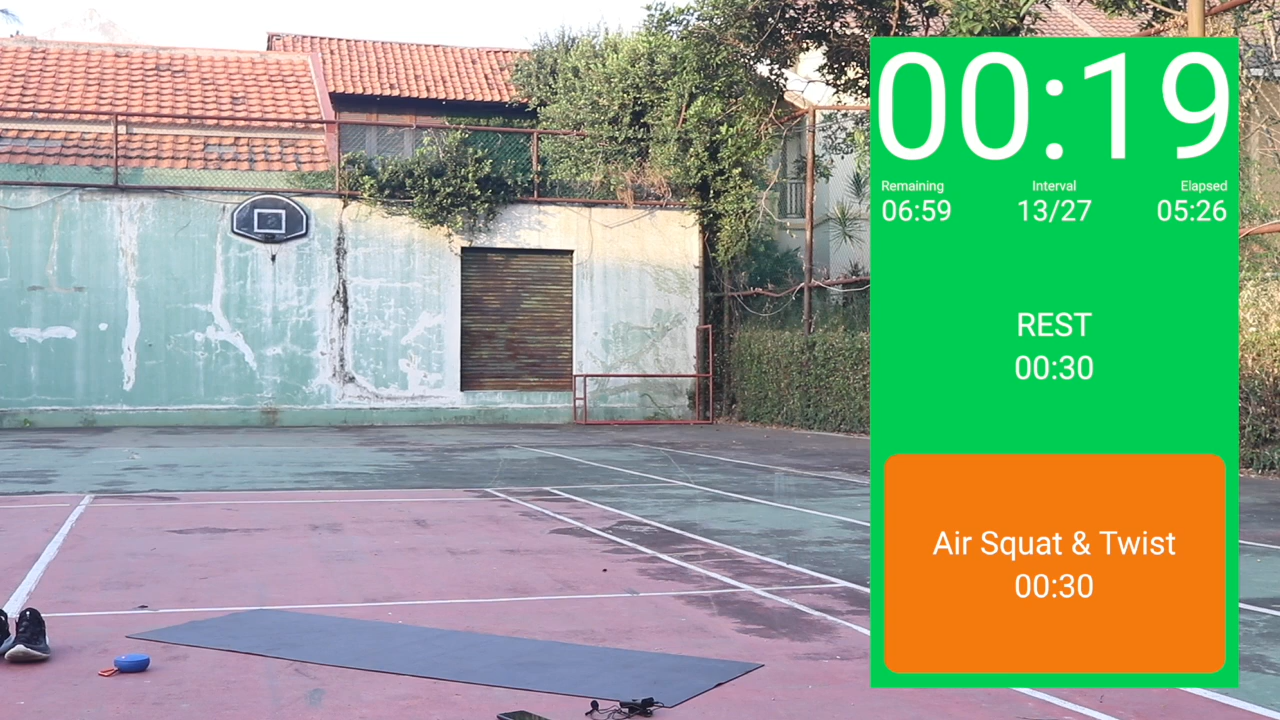 00:19
Remaining Interval Elapsed
06:59 13/27 05:26
REST
00:30
Air Squat & Twist
00:30